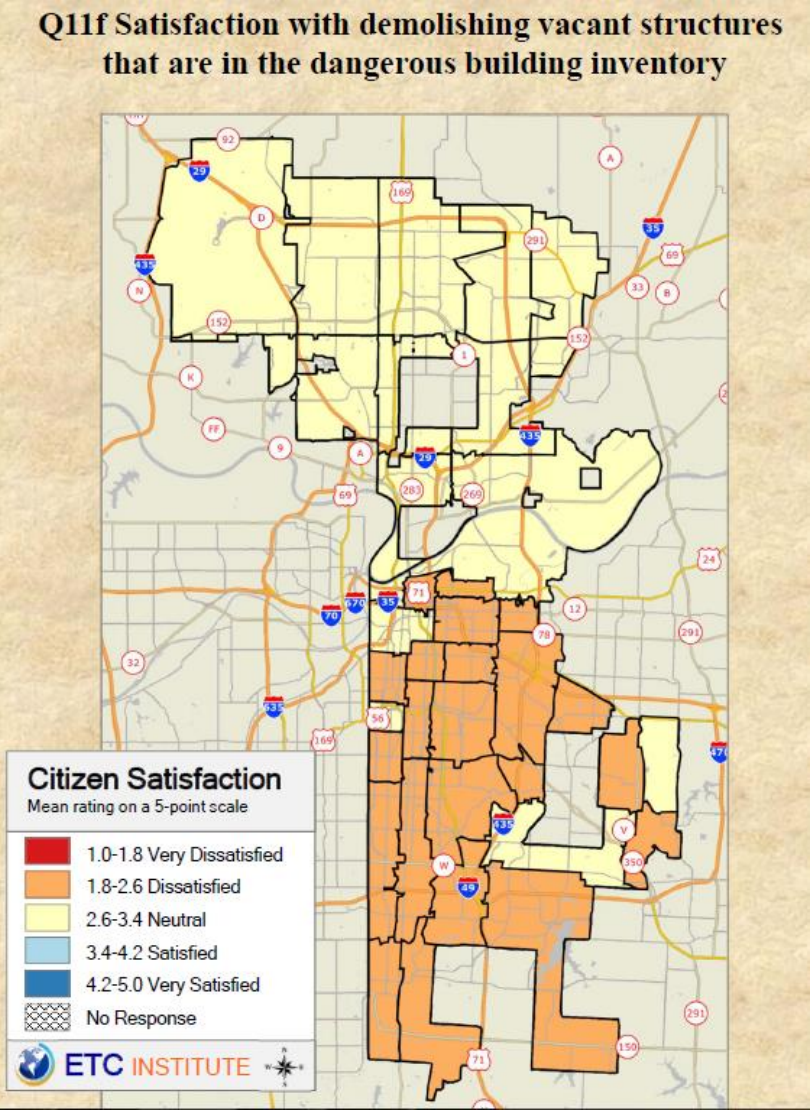 Q11f Satisfaction with demolishing vacant structures
that are in the dangerous building inventory
92
29
A
169
D
291
35
69
435
N
33
B
152
152
1
K
FF
435
9
A
29
69
283
269
24
71
670
35
70
12
78
291
32
56
635
169
470
435
V
W
350
49
291
150
71
Citizen Satisfaction
Mean rating on a 5-point scale
1.0-1.8 Very Dissatisfied
1.8-2.6 Dissatisfied
2.6-3.4 Neutral
3.4-4.2 Satisfied
4.2-5.0 Very Satisfied
No Response
ETC INSTITUTE